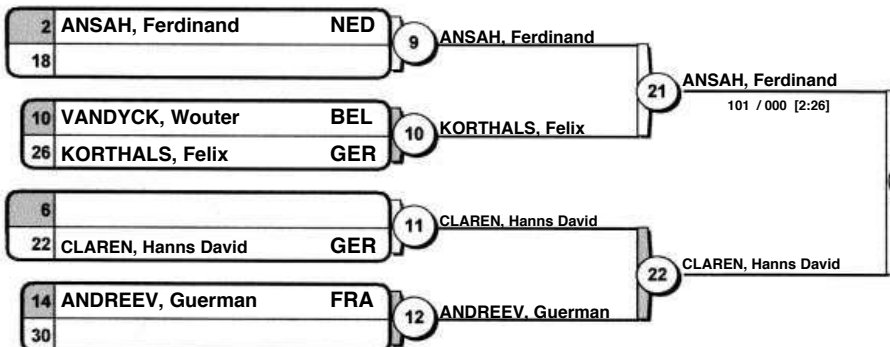 2 ANSAH, Ferdinand NED
18
9 ANSAH, Ferdinand
10 VANDYCK, Wouter BEL
26 KORTHALS, Felix GER
10 KORTHALS, Felix
21 ANSAH, Ferdinand
101 / 000 [2:26]
6
22 CLAREN, Hanns David GER
11 CLAREN, Hanns David
14 ANDREEV, Guerman FRA
30
12 ANDREEV, Guerman
22 CLAREN, Hanns David